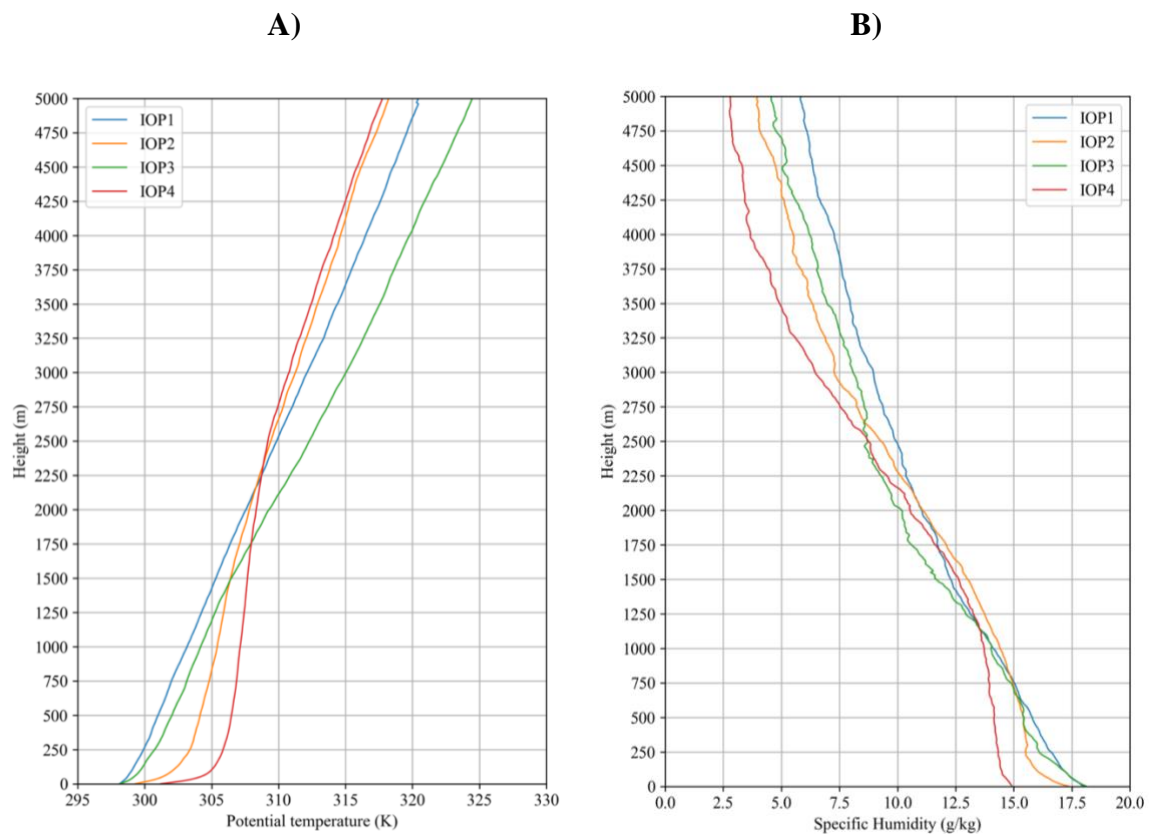 A)
B)
5000
4750
4500
4250
4000
3750
3500
3250
3000
2750
2500
2250
2000
1750
1500
1250
1000
750
500
250
0
Height (m)
IOP1
IOP2
IOP3
IOP4
295 300 305 310 315 320 325 330
Potential temperature (K)
5000
4750
4500
4250
4000
3750
3500
3250
3000
2750
2500
2250
2000
1750
1500
1250
1000
750
500
250
0
Height (m)
IOP1
IOP2
IOP3
IOP4
0.0 2.5 5.0 7.5 10.0 12.5 15.0 17.5 20.0
Specific Humidity (g/kg)